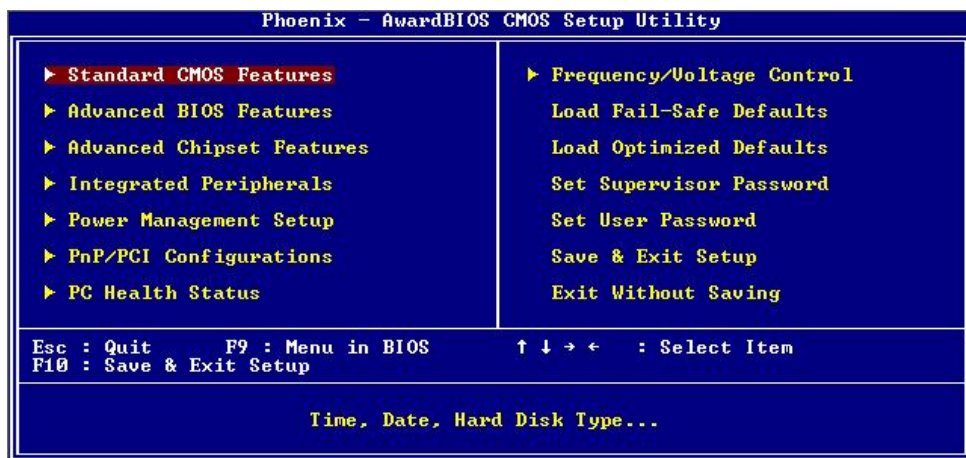 Phoenix - AwardBIOS CMOS Setup Utility
▶ Standard CMOS Features
▶ Advanced BIOS Features
▶ Advanced Chipset Features
▶ Integrated Peripherals
▶ Power Management Setup
▶ PnP/PCI Configurations
▶ PC Health Status
▶ Frequency/Voltage Control
Load Fail-Safe Defaults
Load Optimized Defaults
Set Supervisor Password
Set User Password
Save & Exit Setup
Exit Without Saving
Esc : Quit F9 : Menu in BIOS ↑ ↓ → ← : Select Item
F10 : Save & Exit Setup
Time, Date, Hard Disk Type...